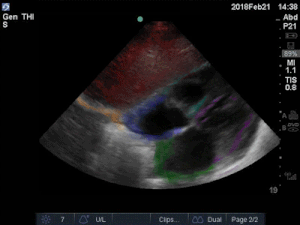 2018Feb21 14:38
Gen THI
S
Abd
P21
89%
MI
1.1
TIS
0.8
A
S
19
7 U/L Clips... Dual Page 2/2